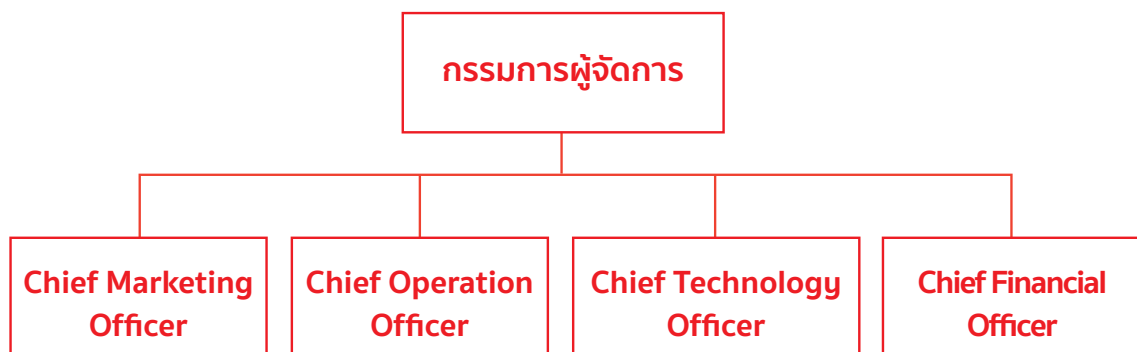 กรรมการผู้จัดการ
Chief Marketing
Officer
Chief Operation
Officer
Chief Technology
Officer
Chief Financial
Officer